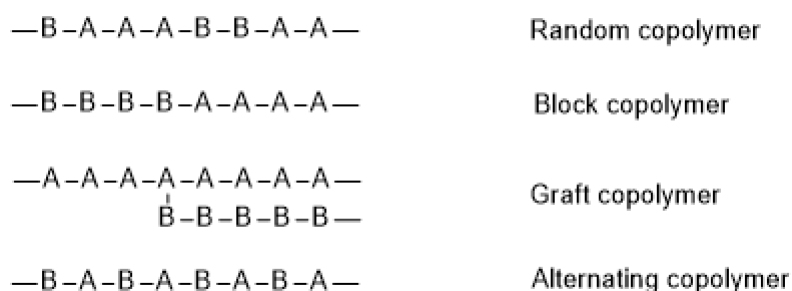 —B–A–A–A–B–B–A–A— Random copolymer
—B–B–B–B–A–A–A–A— Block copolymer
—A–A–A–A–A–A–A–A— Graft copolymer
B–B–B–B–B—
—B–A–B–A–B–A–B–A— Alternating copolymer